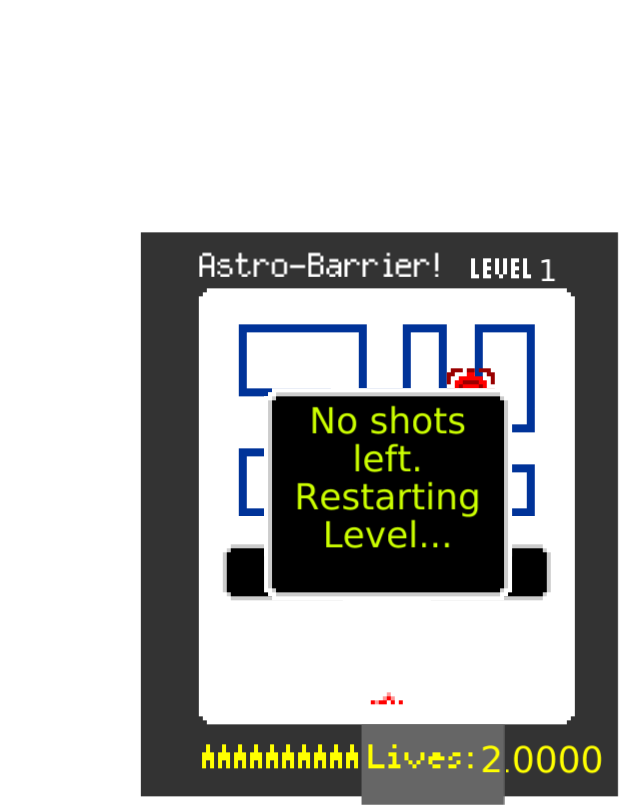 Astro-Barrier! LEVEL 1
No shots
left.
Restarting
Level...
Lives:2.0000